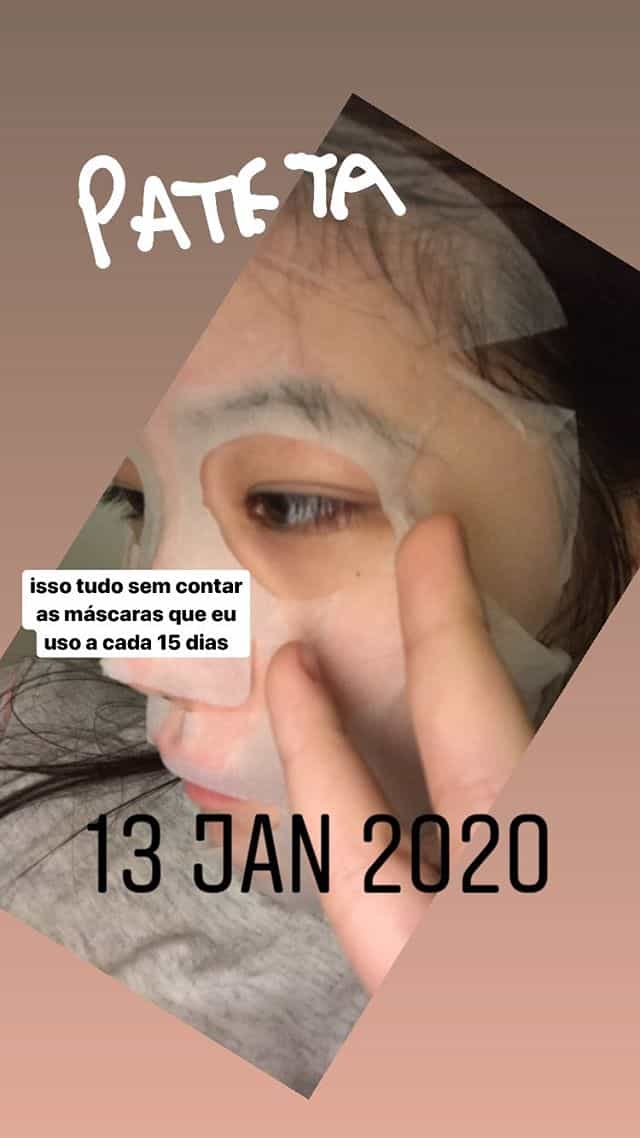 PATETA
isso tudo sem contar
as máscaras que eu
uso a cada 15 dias
13 JAN 2020